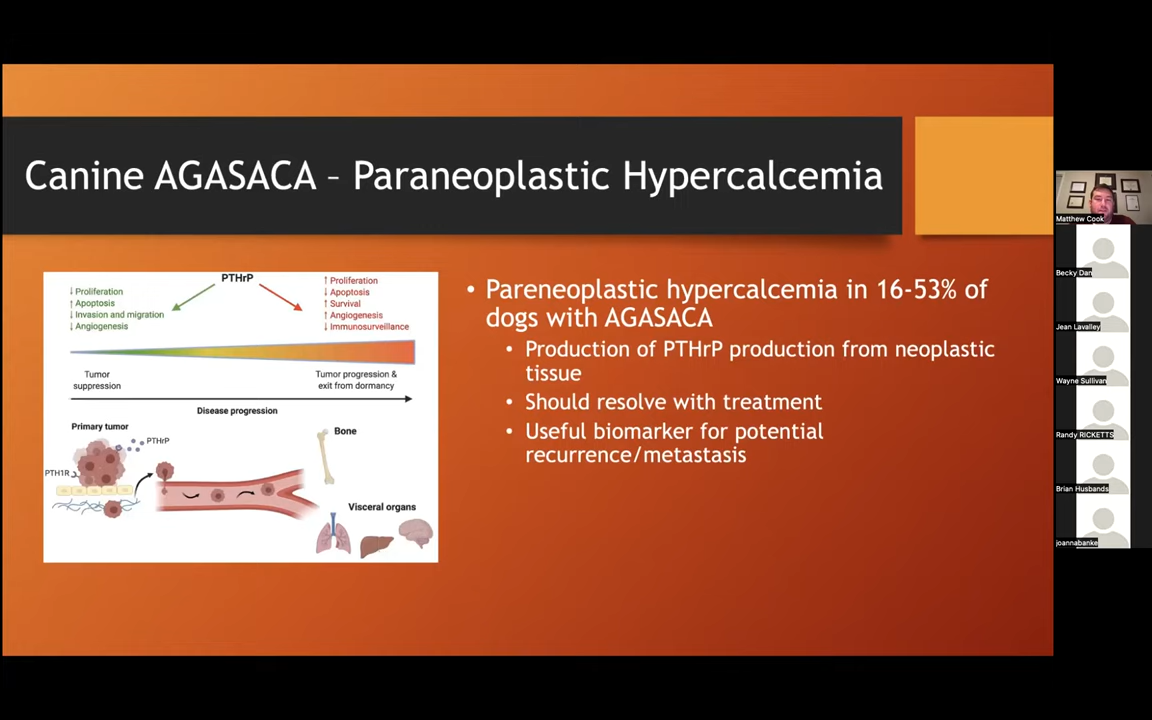 Canine AGASACA – Paraneoplastic Hypercalcemia
PTHrP
↓ Proliferation
↑ Apoptosis
↓ Invasion and migration
↓ Angiogenesis
↑ Proliferation
↓ Apoptosis
↑ Survival
↑ Angiogenesis
↓ Immunosurveillance
Tumor
suppression
Tumor progression &
exit from dormancy
Disease progression
Primary tumor
PTHrP
PTH1R
Bone
Visceral organs
• Pareneoplastic hypercalcemia in 16-53% of
dogs with AGASACA
• Production of PTHrP production from neoplastic
tissue
• Should resolve with treatment
• Useful biomarker for potential
recurrence/metastasis
Matthew Cook
Becky Dan
Jean Lavalley
Wayne Sullivan
Randy RICKETTS
Brian Husbands
joannabanke